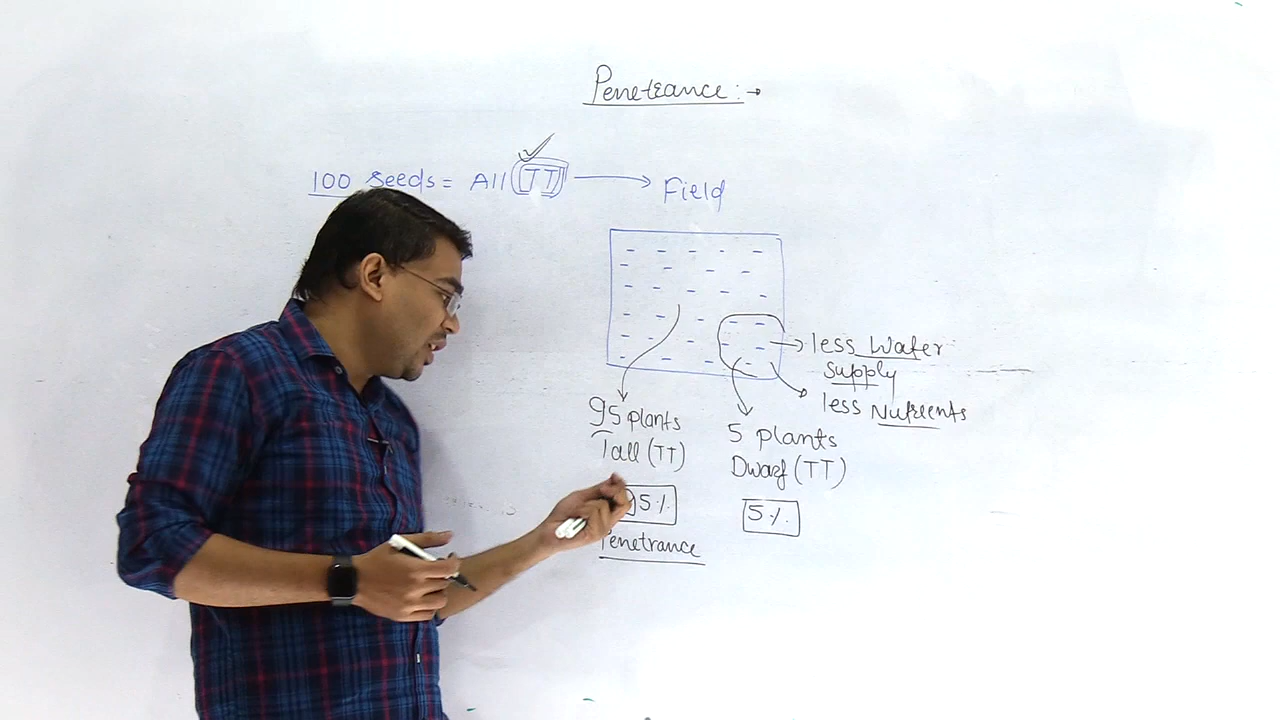 Penetrance :→
100 Seeds = All TT → Field
less Water
supply
less Nutrients
95 plants
Tall (TT)
5 plants
Dwarf (TT)
5%
5%
Penetrance